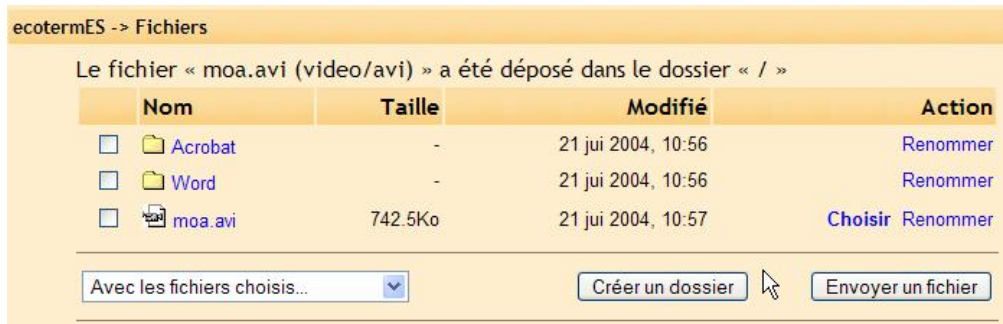 ecotermES -> Fichiers
Le fichier « moa.avi (video/avi) » a été déposé dans le dossier « / »
Nom Taille Modifié Action
Acrobat - 21 jui 2004, 10:56 Renommer
Word - 21 jui 2004, 10:56 Renommer
moa.avi 742.5Ko 21 jui 2004, 10:57 Choisir Renommer
Avec les fichiers choisis... Créer un dossier Envoyer un fichier